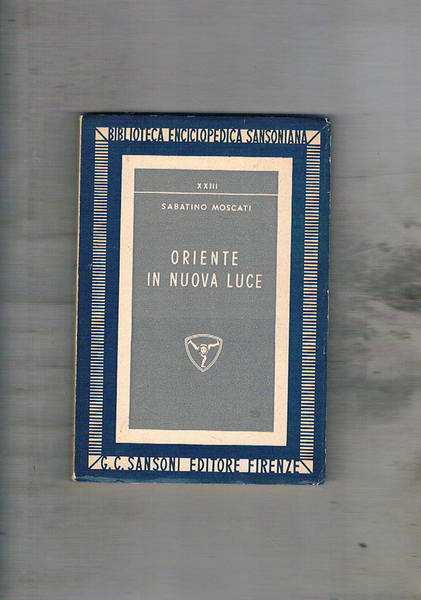 BIBLIOTECA ENCICLOPEDICA SANSONIANA
XXIII
SABATINO MOSCATI
ORIENTE
IN NUOVA LUCE
G. C. SANSONI EDITORE FIRENZE